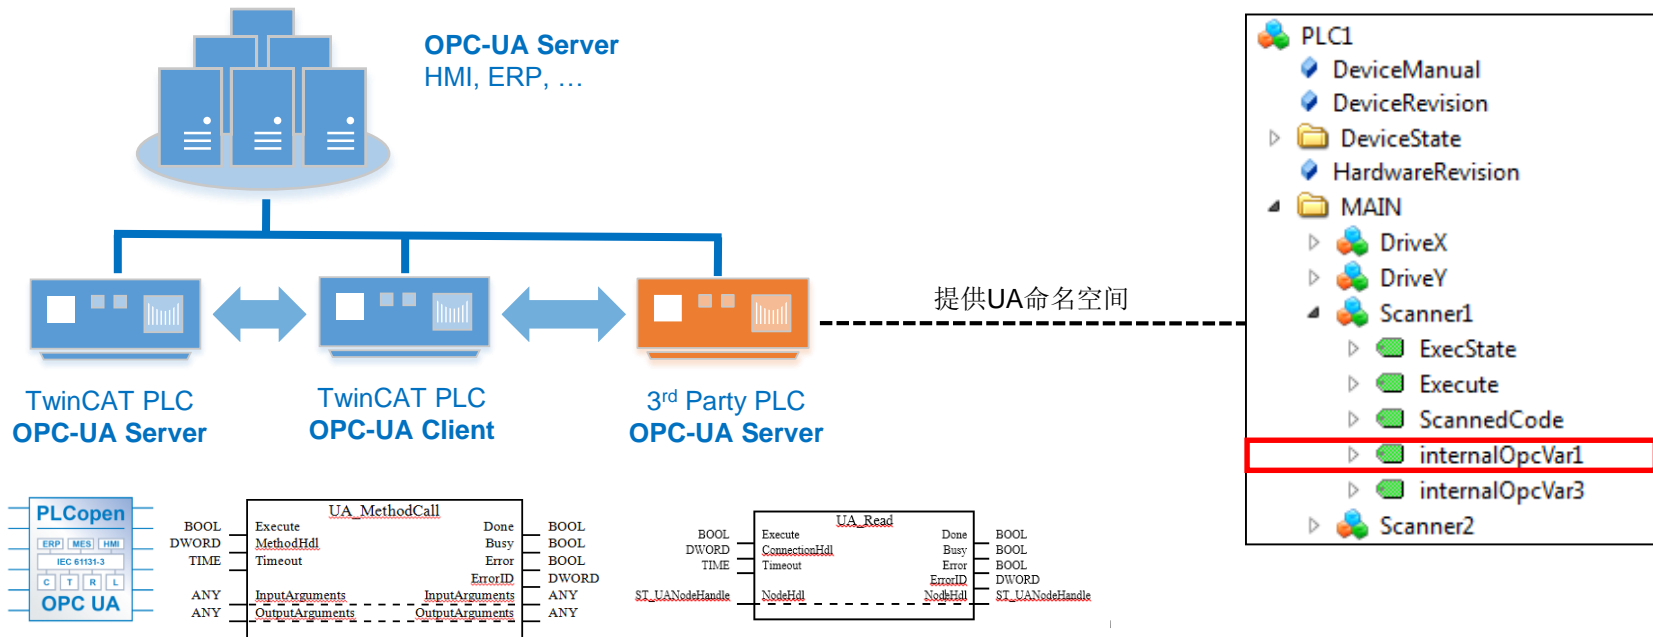 OPC-UA Server
HMI, ERP, …
TwinCAT PLC
OPC-UA Server
TwinCAT PLC
OPC-UA Client
3rd Party PLC
OPC-UA Server
提供UA命名空间
PLC1
DeviceManual
DeviceRevision
DeviceState
HardwareRevision
MAIN
DriveX
DriveY
Scanner1
ExecState
Execute
ScannedCode
internalOpcVar1
internalOpcVar3
Scanner2
PLCopen
ERP MES HMI
IEC 61131-3
C T R L
OPC UA
UA_MethodCall
BOOL Execute Done BOOL
DWORD MethodHdl Busy BOOL
TIME Timeout Error BOOL
ErrorID DWORD
ANY InputArguments InputArguments ANY
ANY OutputArguments OutputArguments ANY
UA_Read
BOOL Execute Done BOOL
DWORD ConnectionHdl Busy BOOL
TIME Timeout Error BOOL
ErrorID DWORD
ST_UANodeHandle NodeHdl NodeHdl ST_UANodeHandle